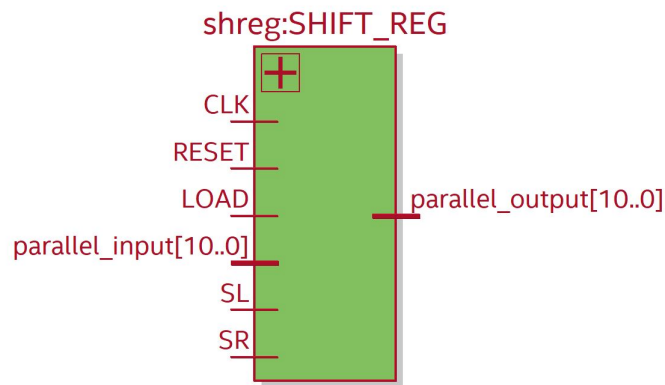 shreg:SHIFT_REG
CLK
RESET
LOAD
parallel_output[10..0]
parallel_input[10..0]
SL
SR